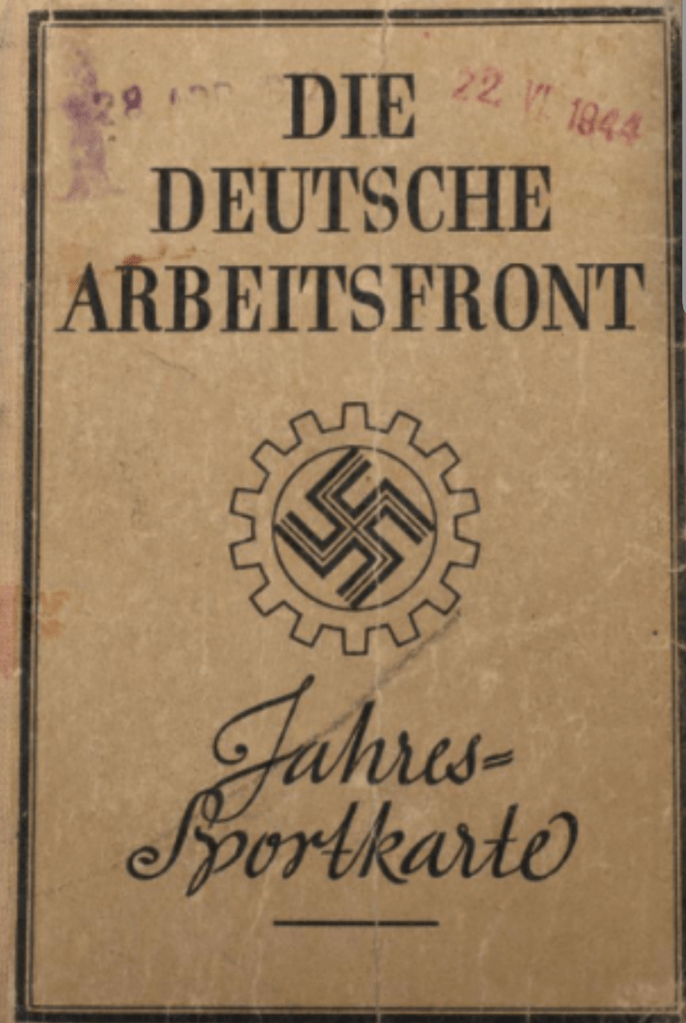 DIE
22 VI 1944
DEUTSCHE
ARBEITSFRONT
Jahres=
Sportkarte